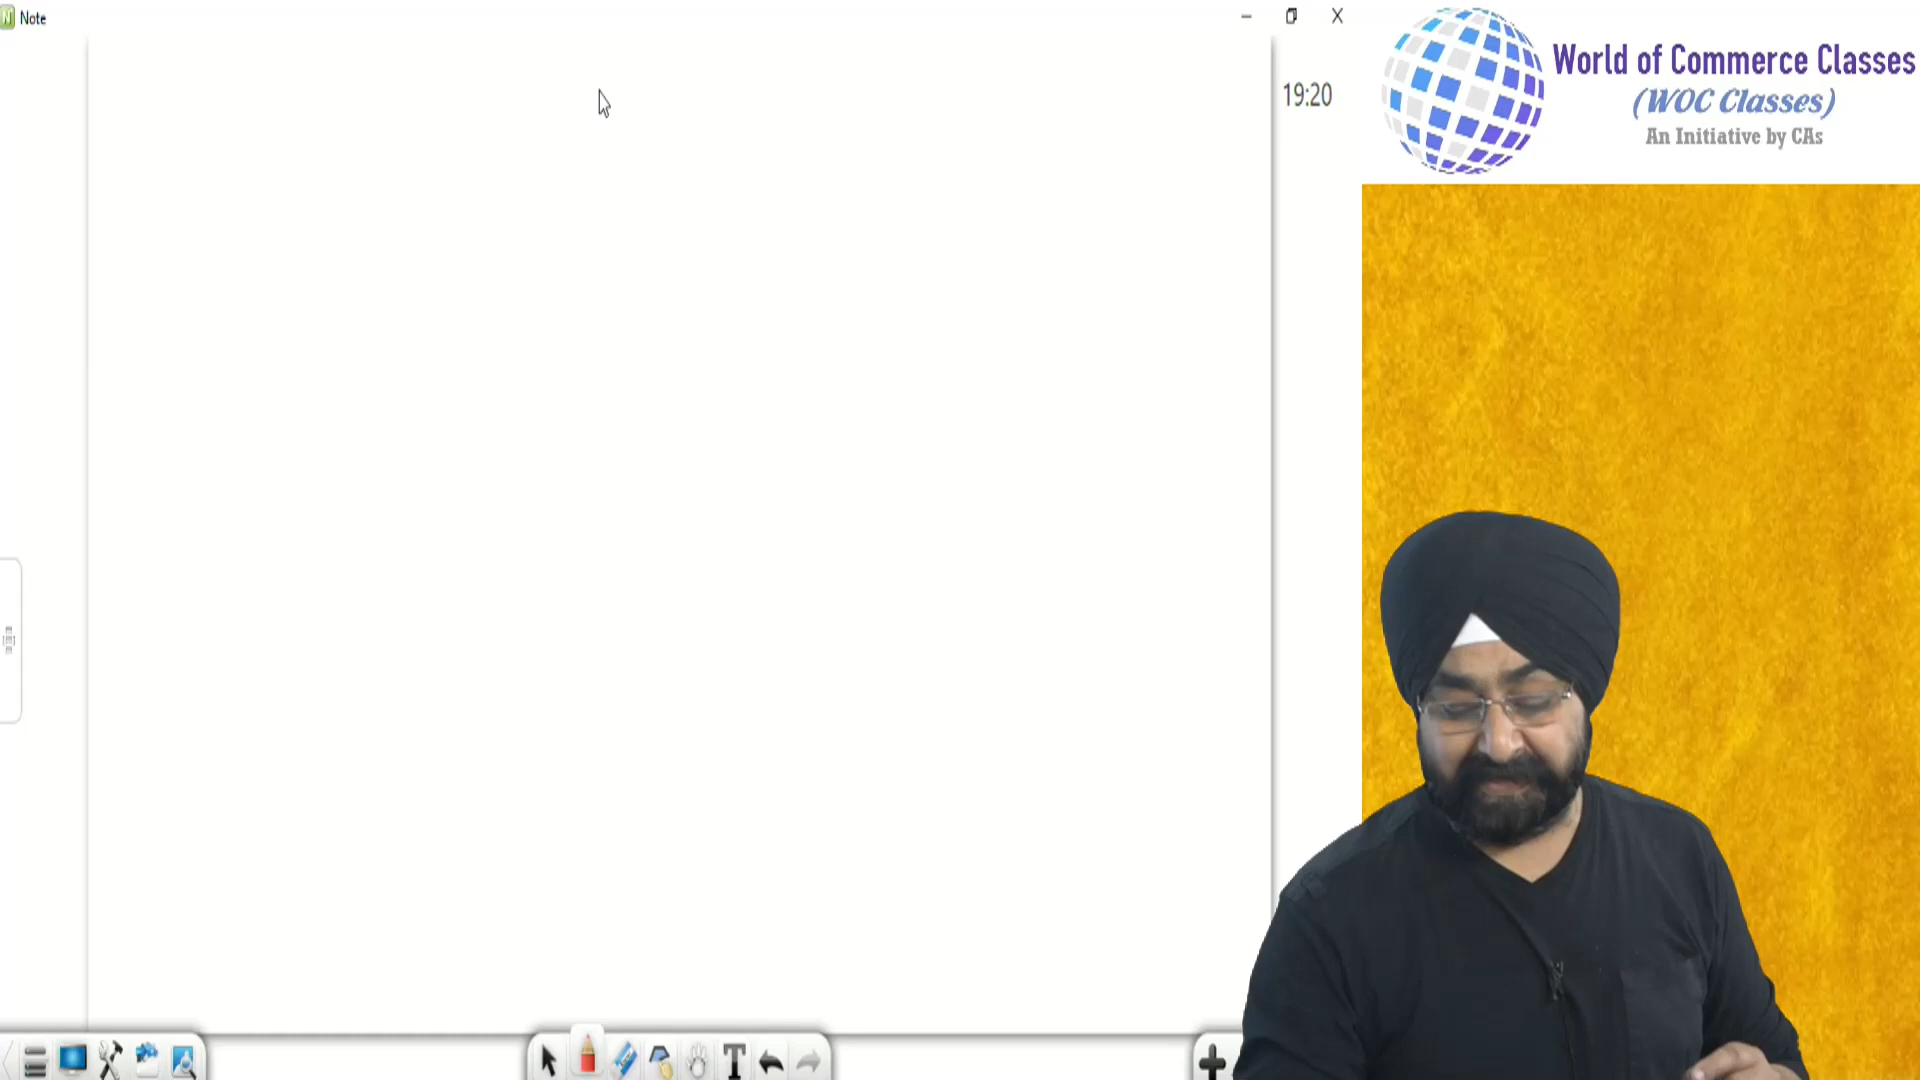 Note
19:20
World of Commerce Classes
(WOC Classes)
An Initiative by CAs